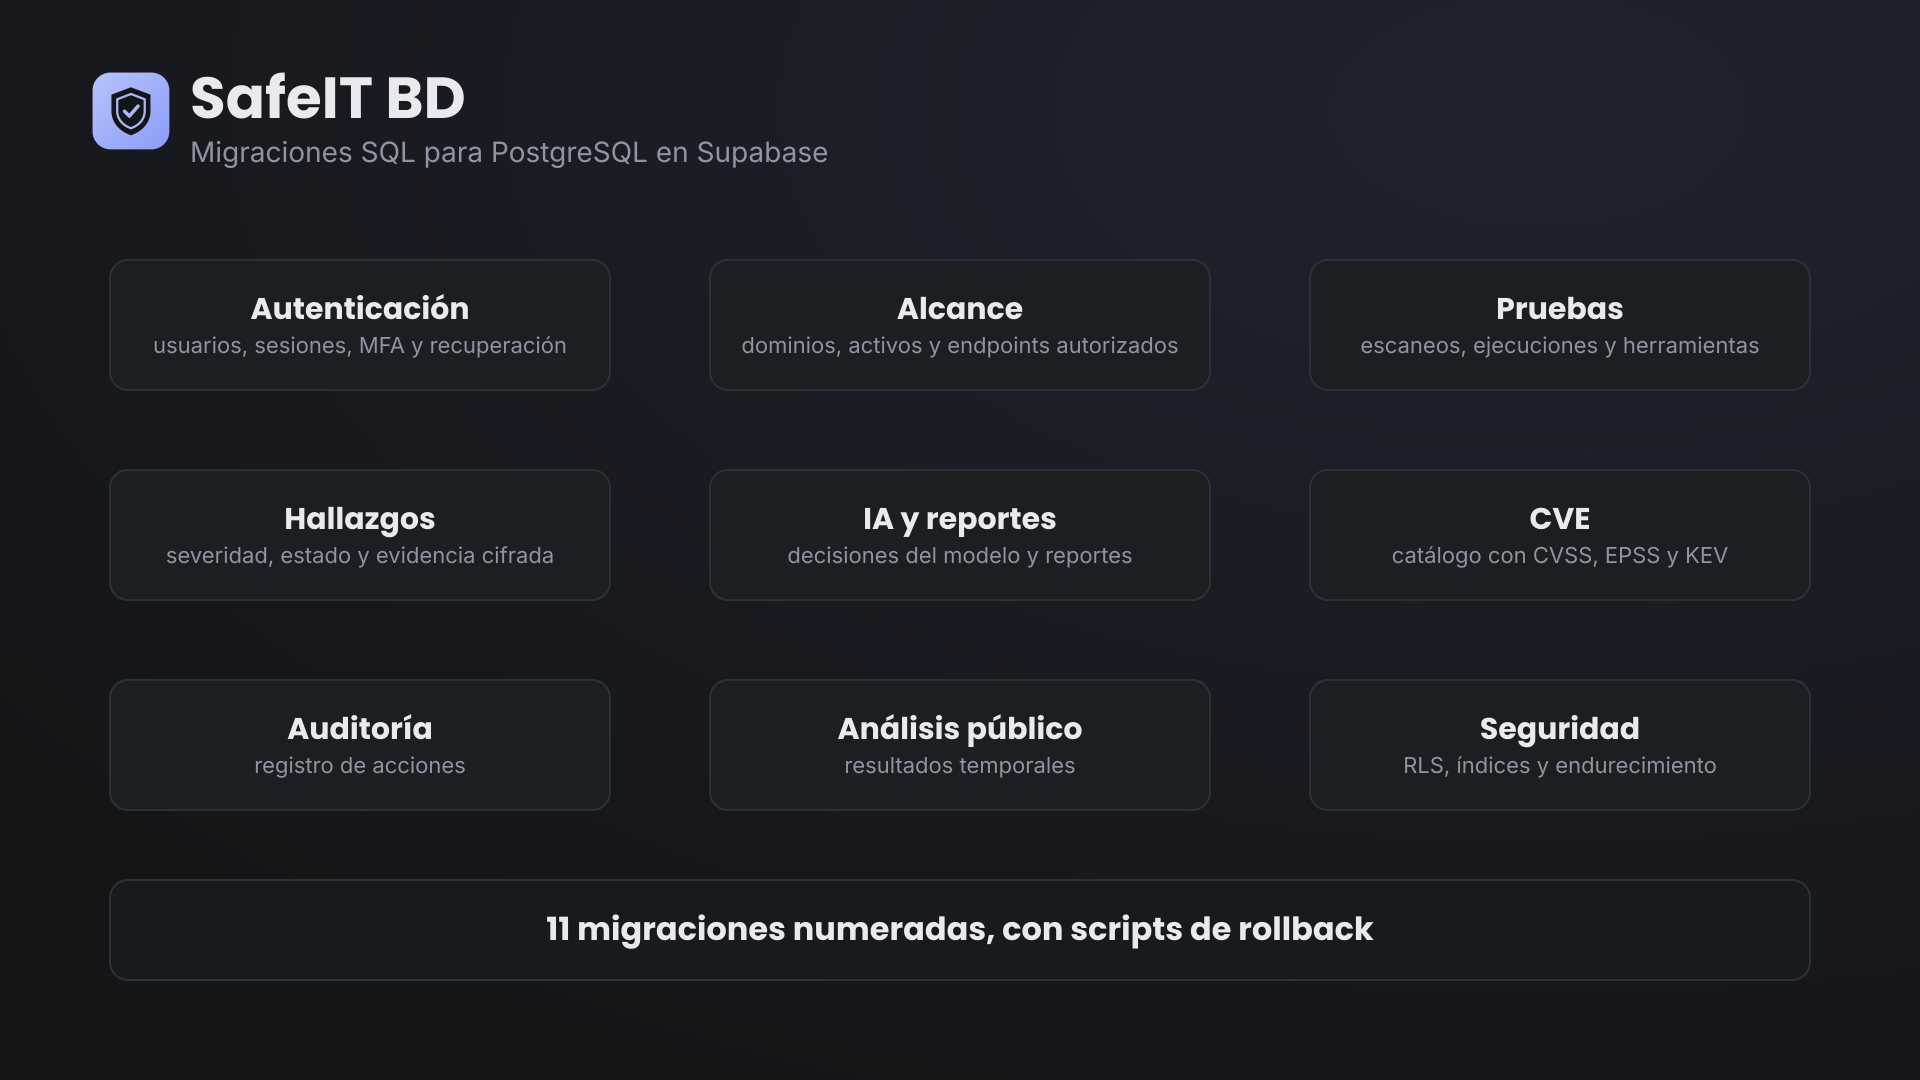 SafeIT BD
Migraciones SQL para PostgreSQL en Supabase
Autenticación
usuarios, sesiones, MFA y recuperación
Alcance
dominios, activos y endpoints autorizados
Pruebas
escaneos, ejecuciones y herramientas
Hallazgos
severidad, estado y evidencia cifrada
IA y reportes
decisiones del modelo y reportes
CVE
catálogo con CVSS, EPSS y KEV
Auditoría
registro de acciones
Análisis público
resultados temporales
Seguridad
RLS, índices y endurecimiento
11 migraciones numeradas, con scripts de rollback